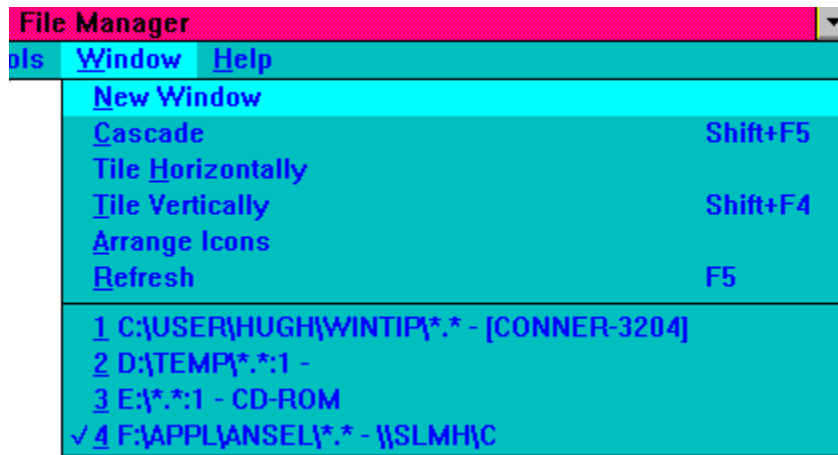 File Manager
ols Window Help
New Window
Cascade Shift+F5
Tile Horizontally
Tile Vertically Shift+F4
Arrange Icons
Refresh F5
1 C:\USER\HUGH\WINTIP\*.* - [CONNER-3204]
2 D:\TEMP\*.*:1 -
3 E:\*.*:1 - CD-ROM
√ 4 F:\APPL\ANSEL\*.* - \\SLMH\C